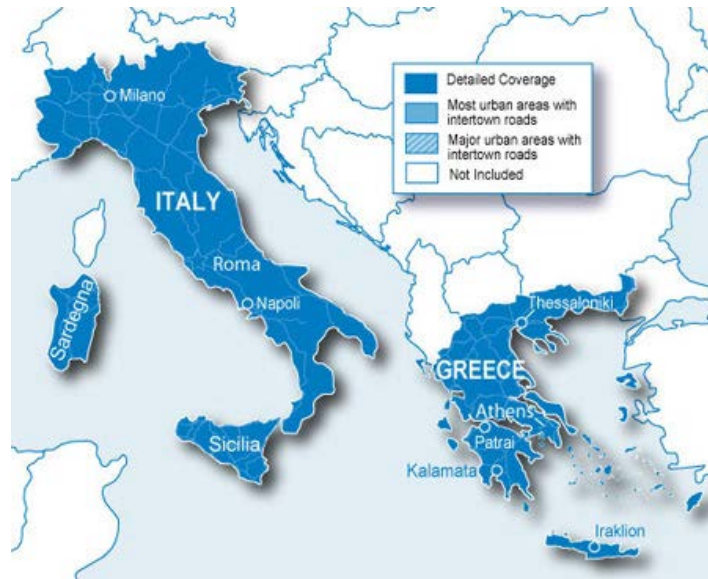 Detailed Coverage
Most urban areas with
intertown roads
Major urban areas with
intertown roads
Not Included
Milano
ITALY
Roma
Napoli
Sardegna
Sicilia
Thessaloniki
GREECE
Athens
Patrai
Kalamata
Iraklion